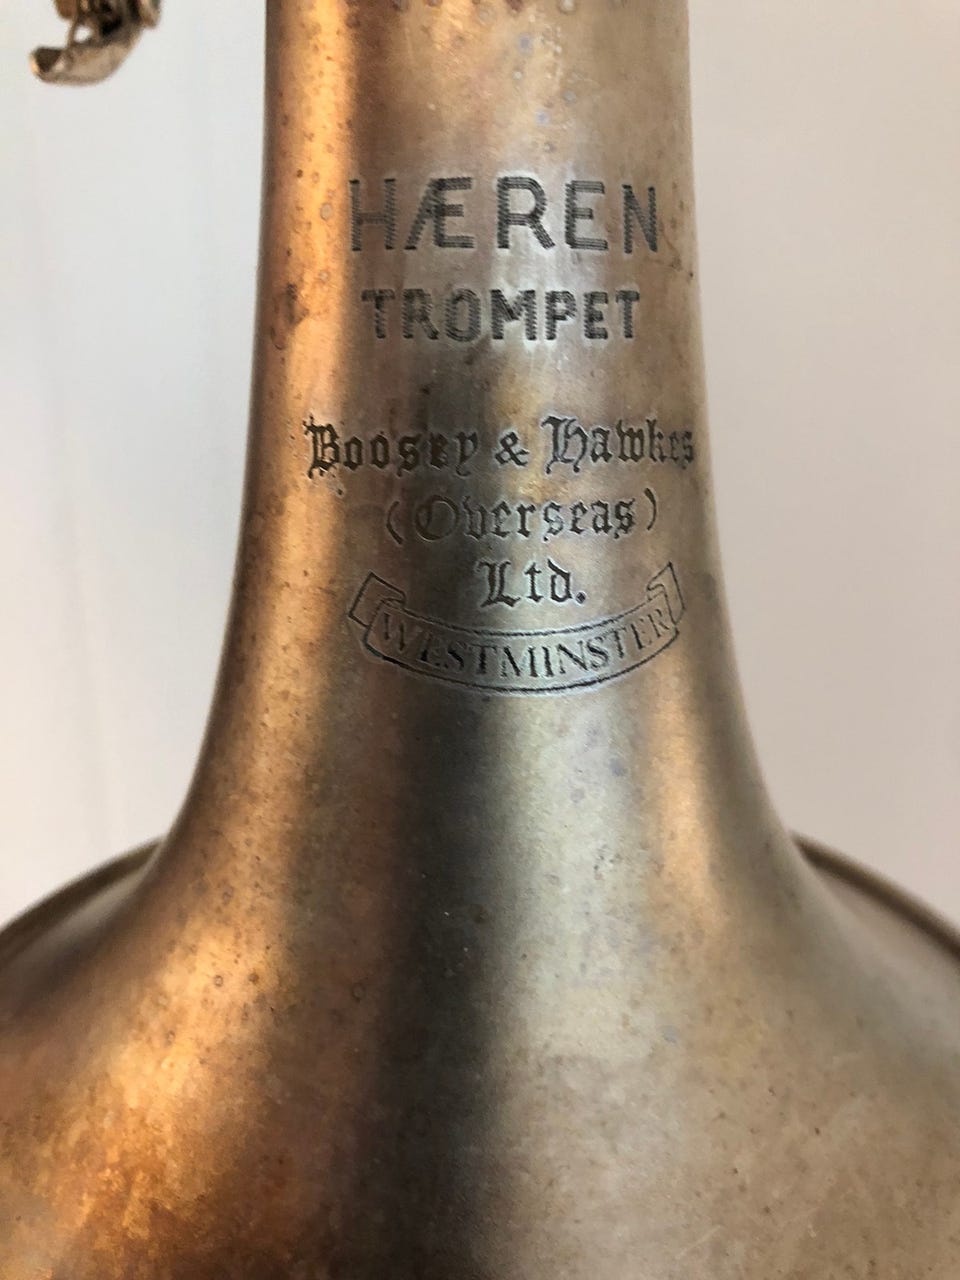 HÆREN
TROMPET
Boosey & Hawkes
(Overseas)
Ltd.
WESTMINSTER